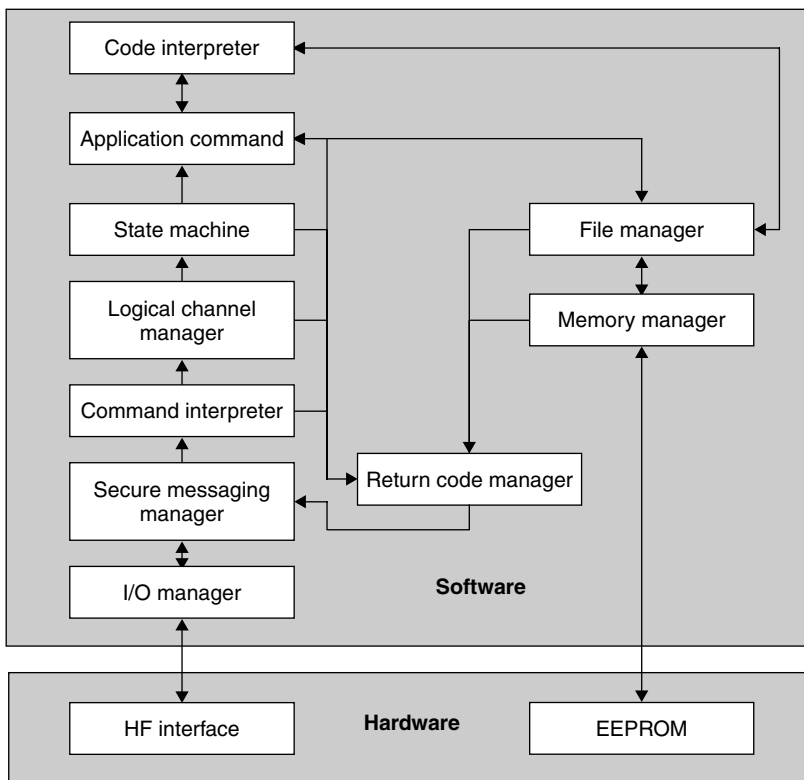 Code interpreter
Application command
State machine
File manager
Logical channel
manager
Memory manager
Command interpreter
Secure messaging
manager
Return code manager
I/O manager
Software
HF interface
Hardware
EEPROM